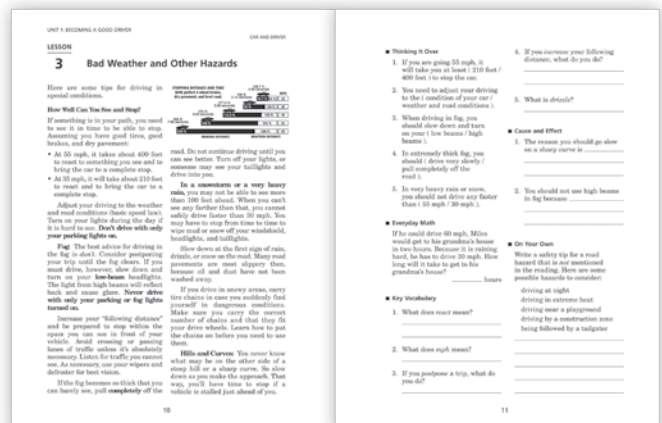 UNIT 1: BECOMING A GOOD DRIVER
CAR AND DRIVER
LESSON
3 Bad Weather and Other Hazards
Here are some tips for driving in
special conditions.
How Well Can You See and Stop?
If something is in your path, you need
to see it in time to be able to stop.
Assuming you have good tires, good
brakes, and dry pavement:
• At 55 mph, it takes about 400 feet
to react to something you see and to
bring the car to a complete stop.
• At 35 mph, it will take about 210 feet
to react and to bring the car to a
complete stop.
Adjust your driving to the weather
and road conditions (basic speed law).
Turn on your lights during the day if
it is hard to see. Don't drive with only
your parking lights on.
Fog: The best advice for driving in
the fog is don't. Consider postponing
your trip until the fog clears. If you
must drive, however, slow down and
turn on your low-beam headlights.
The light from high beams will reflect
back and cause glare. Never drive
with only your parking or fog lights
turned on.
Increase your "following distance"
and be prepared to stop within the
space you can see in front of your
vehicle. Avoid crossing or passing
lanes of traffic unless it's absolutely
necessary. Listen for traffic you cannot
see. As necessary, use your wipers and
defroster for best vision.
If the fog becomes so thick that you
can barely see, pull completely off the
STOPPING DISTANCES AND TIME
road. Do not continue driving until you
can see better. Turn off your lights, or
someone may see your taillights and
drive into you.
In a snowstorm or a very heavy
rain, you may not be able to see more
than 100 feet ahead. When you can't
see any farther than that, you cannot
safely drive faster than 30 mph. You
may have to stop from time to time to
wipe mud or snow off your windshield,
headlights, and taillights.
Slow down at the first sign of rain,
drizzle, or snow on the road. Many road
pavements are most slippery then,
because oil and dust have not been
washed away.
If you drive in snowy areas, carry
tire chains in case you suddenly find
yourself in dangerous conditions.
Make sure you carry the correct
number of chains and that they fit
your drive wheels. Learn how to put
the chains on before you need to use
them.
Hills and Curves: You never know
what may be on the other side of a
steep hill or a sharp curve. So slow
down as you make the approach. That
way, you'll have time to stop if a
vehicle is stalled just ahead of you.
10
■ Thinking It Over
1. If you are going 55 mph, it
will take you at least ( 210 feet /
400 feet ) to stop the car.
2. You need to adjust your driving
to the ( condition of your car /
weather and road conditions ).
3. When driving in fog, you
should slow down and turn
on your ( low beams / high
beams ).
4. In extremely thick fog, you
should ( drive very slowly /
pull completely off the
road ).
5. In very heavy rain or snow,
you should not drive any faster
than ( 55 mph / 30 mph ).
■ Everyday Math
If he could drive 60 mph, Miles
would get to his grandma's house
in two hours. Because it is raining
hard, he has to drive 30 mph. How
long will it take to get to his
grandma's house?
hours
■ Key Vocabulary
1. What does react mean?
2. What does mph mean?
3. If you postpone a trip, what do
you do?
4. If you increase your following
distance, what do you do?
5. What is drizzle?
■ Cause and Effect
1. The reason you should go slow
on a sharp curve is
2. You should not use high beams
in fog because
■ On Your Own
Write a safety tip for a road
hazard that is not mentioned
in the reading. Here are some
possible hazards to consider:
driving at night
driving in extreme heat
driving near a playground
driving by a construction zone
being followed by a tailgater
11